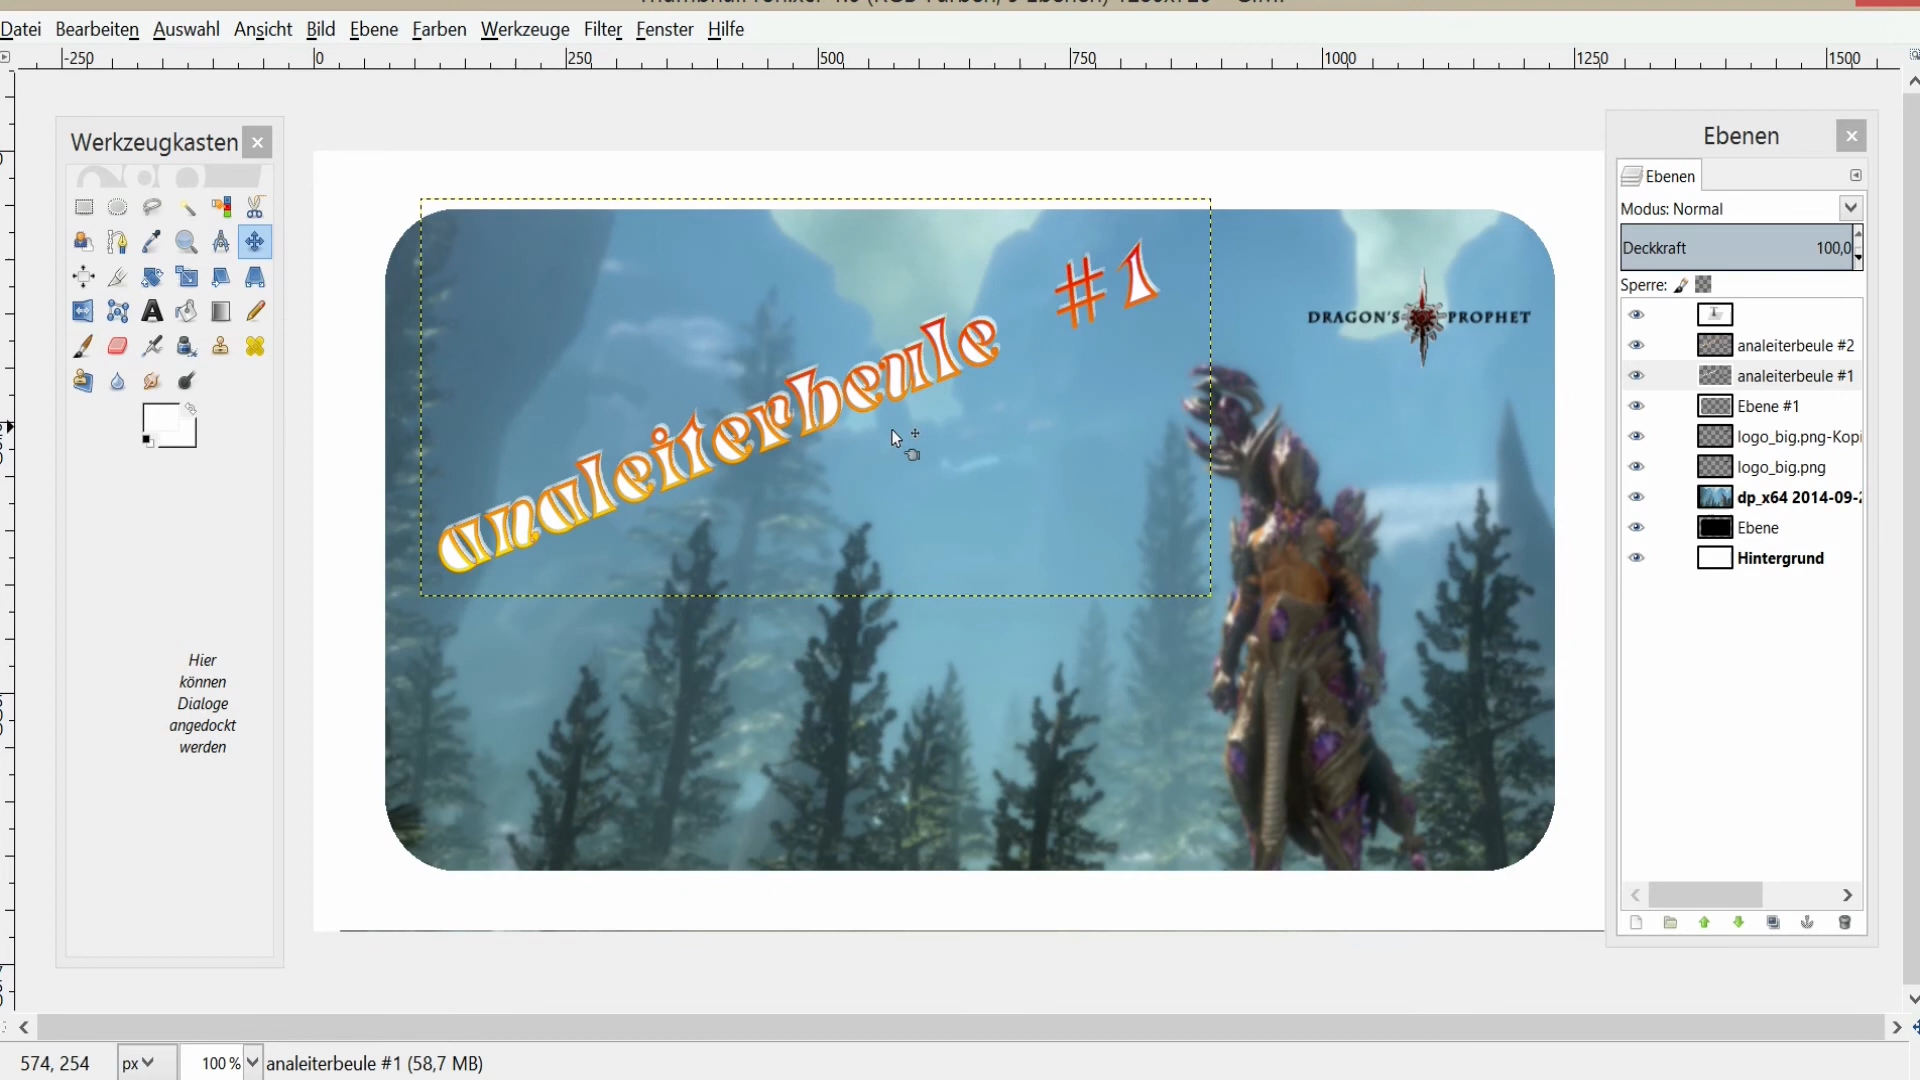 Datei Bearbeiten Auswahl Ansicht Bild Ebene Farben Werkzeuge Filter Fenster Hilfe
-250 0 250 500 750 1000 1250 1500
Werkzeugkasten
Hier
können
Dialoge
angedockt
werden
analeiterbeule #1
DRAGON'S PROPHET
Ebenen
Ebenen
Modus: Normal
Deckkraft 100,0
Sperre:
analeiterbeule #2
analeiterbeule #1
Ebene #1
logo_big.png-Kopi
logo_big.png
dp_x64 2014-09-2
Ebene
Hintergrund
574, 254 px 100 % analeiterbeule #1 (58,7 MB)